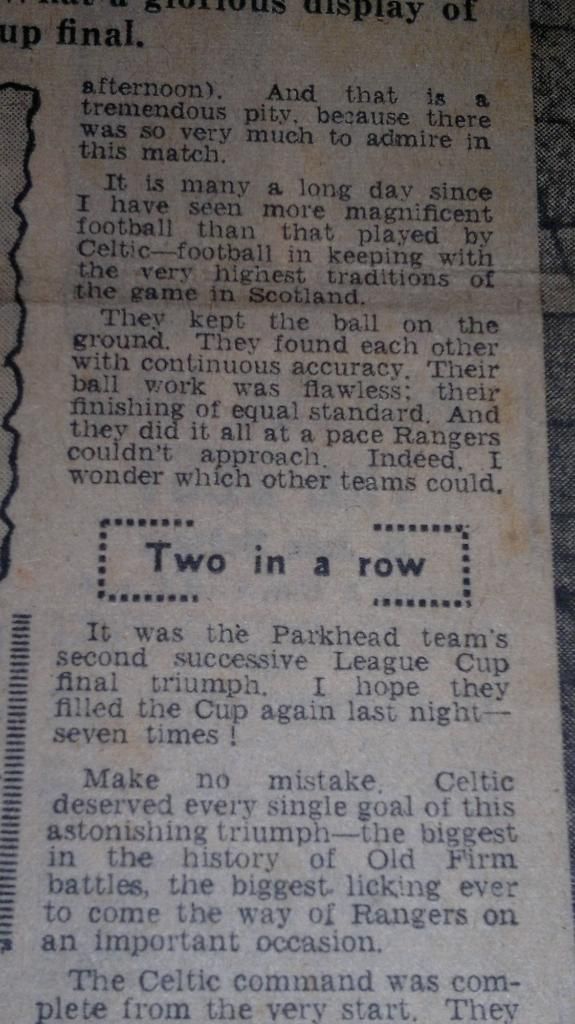 What a glorious display of
up final.
afternoon). And that is a
tremendous pity, because there
was so very much to admire in
this match.
It is many a long day since
I have seen more magnificent
football than that played by
Celtic—football in keeping with
the very highest traditions of
the game in Scotland.
They kept the ball on the
ground. They found each other
with continuous accuracy. Their
ball work was flawless; their
finishing of equal standard. And
they did it all at a pace Rangers
couldn't approach. Indeed, I
wonder which other teams could.
Two in a row
It was the Parkhead team's
second successive League Cup
final triumph. I hope they
filled the Cup again last night—
seven times !
Make no mistake. Celtic
deserved every single goal of this
astonishing triumph—the biggest
in the history of Old Firm
battles, the biggest licking ever
to come the way of Rangers on
an important occasion.
The Celtic command was com-
plete from the very start. They